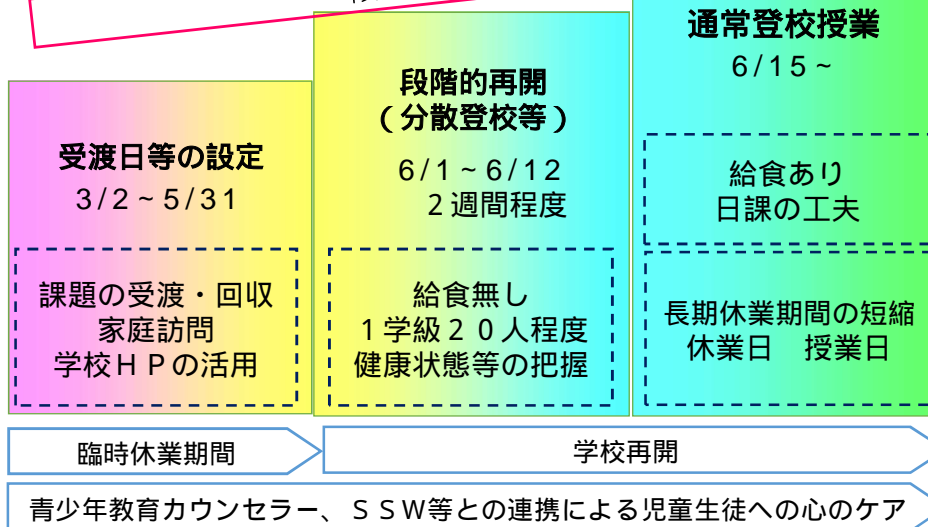 受渡日等の設定
3/2~5/31
課題の受渡・回収
家庭訪問
学校HPの活用
段階的再開
(分散登校等)
6/1~6/12
2週間程度
給食無し
1学級20人程度
健康状態等の把握
通常登校授業
6/15~
給食あり
日課の工夫
長期休業期間の短縮
休業日 授業日
臨時休業期間
学校再開
青少年教育カウンセラー、SSW等との連携による児童生徒への心のケア